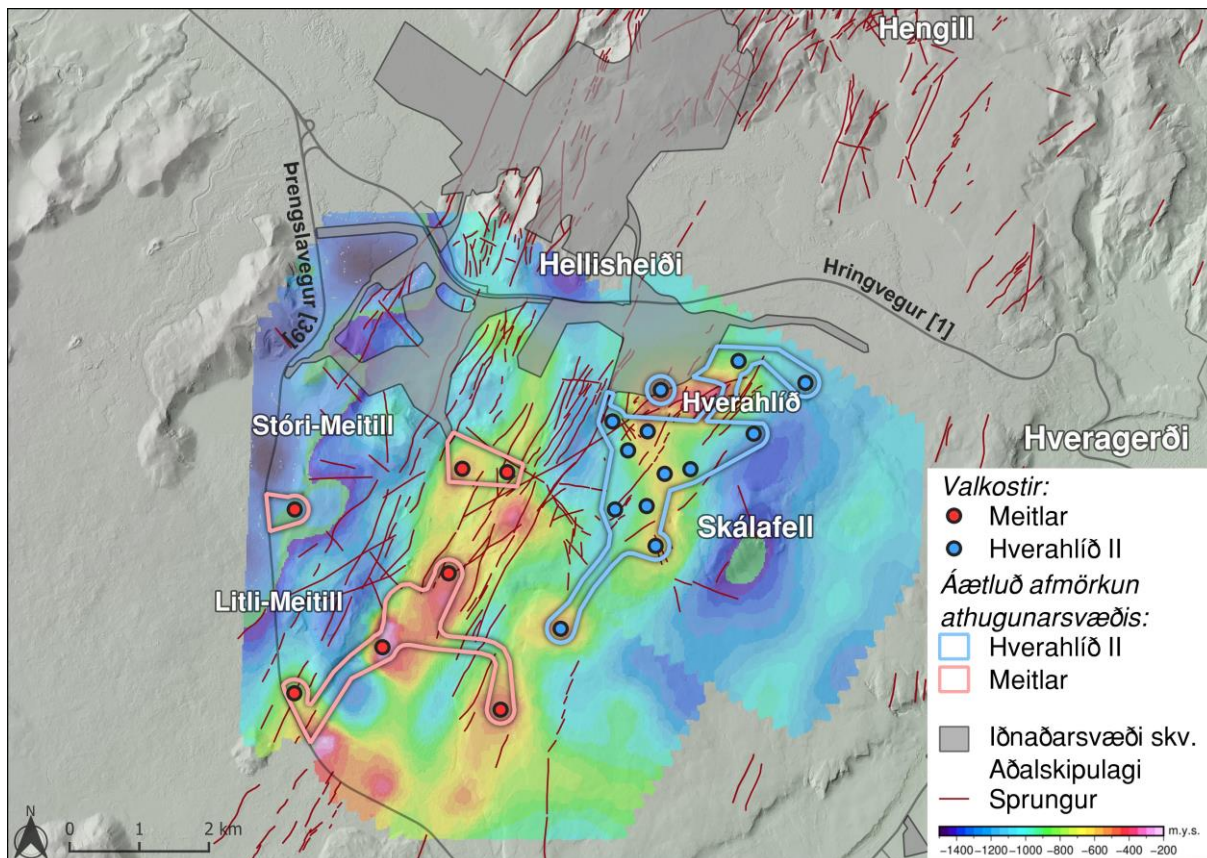 Hengill
Þrengslavegur [39]
Hellisheiði
Hringvegur [1]
Hverahlíð
Stóri-Meitill
Hveragerði
Skálafell
Litli-Meitill
Valkostir:
Meitlar
Hverahlíð II
Áætluð afmörkun
athugunarsvæðis:
Hverahlíð II
Meitlar
Iðnaðarsvæði skv.
Aðalskipulagi
Sprungur
m.y.s.
−1400 −1200 −1000 −800 −600 −400 −200
N
0 1 2 km